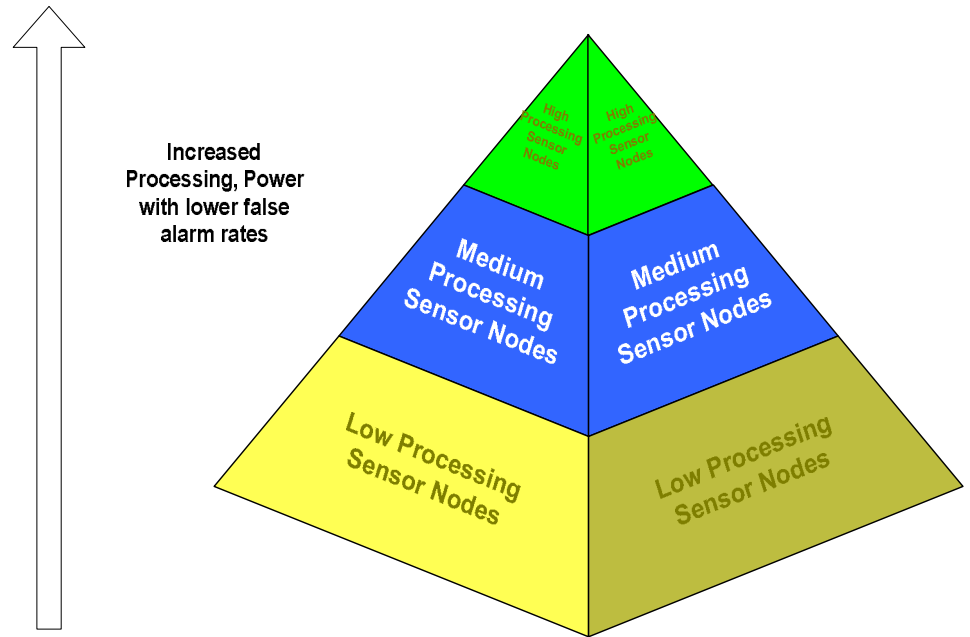 Increased
Processing, Power
with lower false
alarm rates
High
Processing
Sensor
Nodes
High
Processing
Sensor
Nodes
Medium
Processing
Sensor Nodes
Medium
Processing
Sensor Nodes
Low Processing
Sensor Nodes
Low Processing
Sensor Nodes